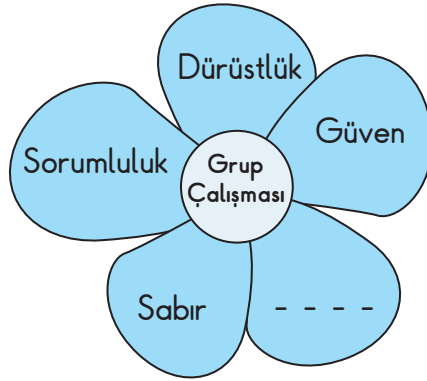 Dürüstlük
Güven
Sorumluluk
Grup
Çalışması
Sabır
- - - -